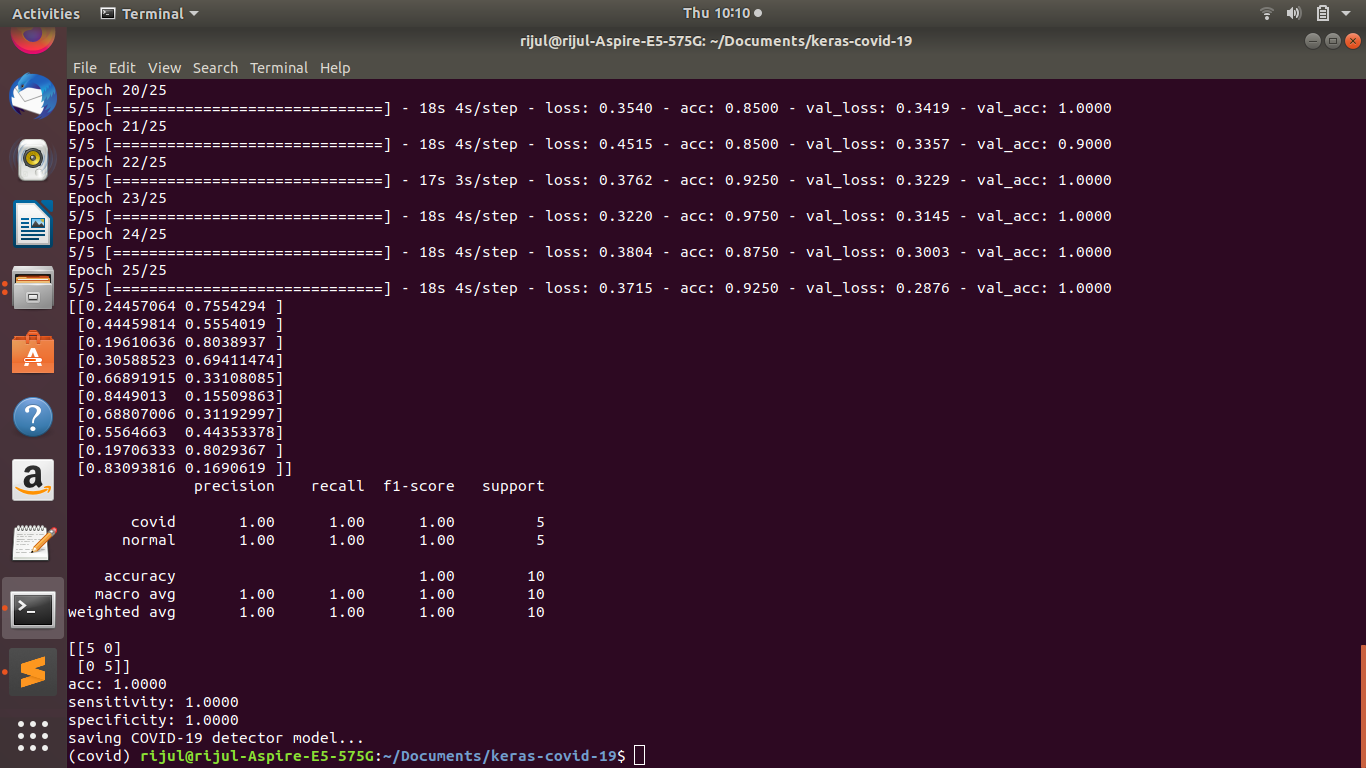 Activities Terminal Thu 10:10
rijul@rijul-Aspire-E5-575G: ~/Documents/keras-covid-19
File Edit View Search Terminal Help
Epoch 20/25
5/5 [==============================] - 18s 4s/step - loss: 0.3540 - acc: 0.8500 - val_loss: 0.3419 - val_acc: 1.0000
Epoch 21/25
5/5 [==============================] - 18s 4s/step - loss: 0.4515 - acc: 0.8500 - val_loss: 0.3357 - val_acc: 0.9000
Epoch 22/25
5/5 [==============================] - 17s 3s/step - loss: 0.3762 - acc: 0.9250 - val_loss: 0.3229 - val_acc: 1.0000
Epoch 23/25
5/5 [==============================] - 18s 4s/step - loss: 0.3220 - acc: 0.9750 - val_loss: 0.3145 - val_acc: 1.0000
Epoch 24/25
5/5 [==============================] - 18s 4s/step - loss: 0.3804 - acc: 0.8750 - val_loss: 0.3003 - val_acc: 1.0000
Epoch 25/25
5/5 [==============================] - 18s 4s/step - loss: 0.3715 - acc: 0.9250 - val_loss: 0.2876 - val_acc: 1.0000
[[0.24457064 0.7554294 ]
 [0.44459814 0.5554019 ]
 [0.19610636 0.8038937 ]
 [0.30588523 0.69411474]
 [0.66891915 0.33108085]
 [0.8449013  0.15509863]
 [0.68807006 0.31192997]
 [0.5564663  0.44353378]
 [0.19706333 0.8029367 ]
 [0.83093816 0.1690619 ]]
              precision    recall  f1-score   support
       covid       1.00      1.00      1.00         5
      normal       1.00      1.00      1.00         5
    accuracy                           1.00        10
   macro avg       1.00      1.00      1.00        10
weighted avg       1.00      1.00      1.00        10
[[5 0]
 [0 5]]
acc: 1.0000
sensitivity: 1.0000
specificity: 1.0000
saving COVID-19 detector model...
(covid) rijul@rijul-Aspire-E5-575G:~/Documents/keras-covid-19$